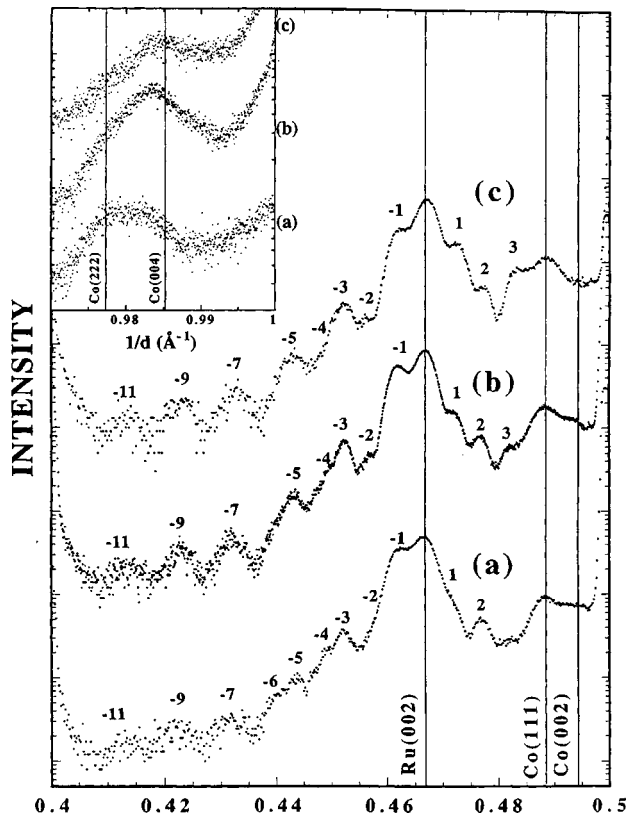 (c)
(b)
(a)
Co(222)
Co(004)
0.98 0.99 1
1/d (Å⁻¹)
INTENSITY
(c)
-11 -9 -7 -5 -4 -3 -2 -1 1 2 3
(b)
-11 -9 -7 -5 -4 -3 -2 -1 1 2 3
(a)
-11 -9 -7 -6 -5 -4 -3 -2 -1 1 2
Ru(002)
Co(111)
Co(002)
0.4 0.42 0.44 0.46 0.48 0.5